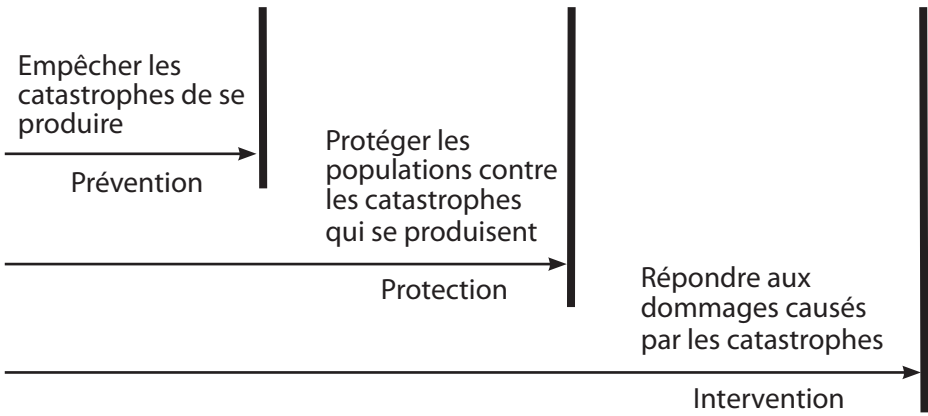 Empêcher les
catastrophes de se
produire
Prévention
Protéger les
populations contre
les catastrophes
qui se produisent
Protection
Répondre aux
dommages causés
par les catastrophes
Intervention